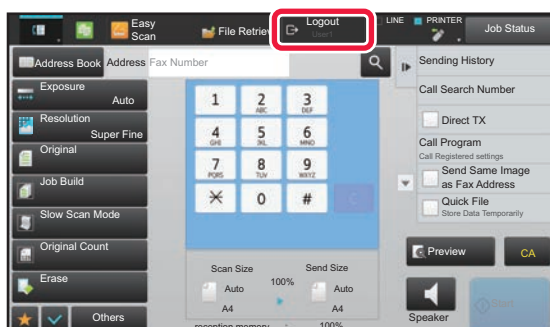 Easy
Scan
File Retrieve
Logout
User1
LINE
PRINTER
Job Status
Address Book
Address
Fax Number
Sending History
Exposure
Auto
Call Search Number
Resolution
Super Fine
Direct TX
Original
Call Program
Call Registered settings
Job Build
Send Same Image
as Fax Address
Slow Scan Mode
Quick File
Store Data Temporarily
Original Count
Preview
CA
Erase
Others
1
2 ABC
3 DEF
4 GHI
5 JKL
6 MNO
7 PQRS
8 TUV
9 WXYZ
0
#
C
Scan Size
Send Size
Auto
100%
Auto
A4
A4
reception memory
100%
Speaker
Start